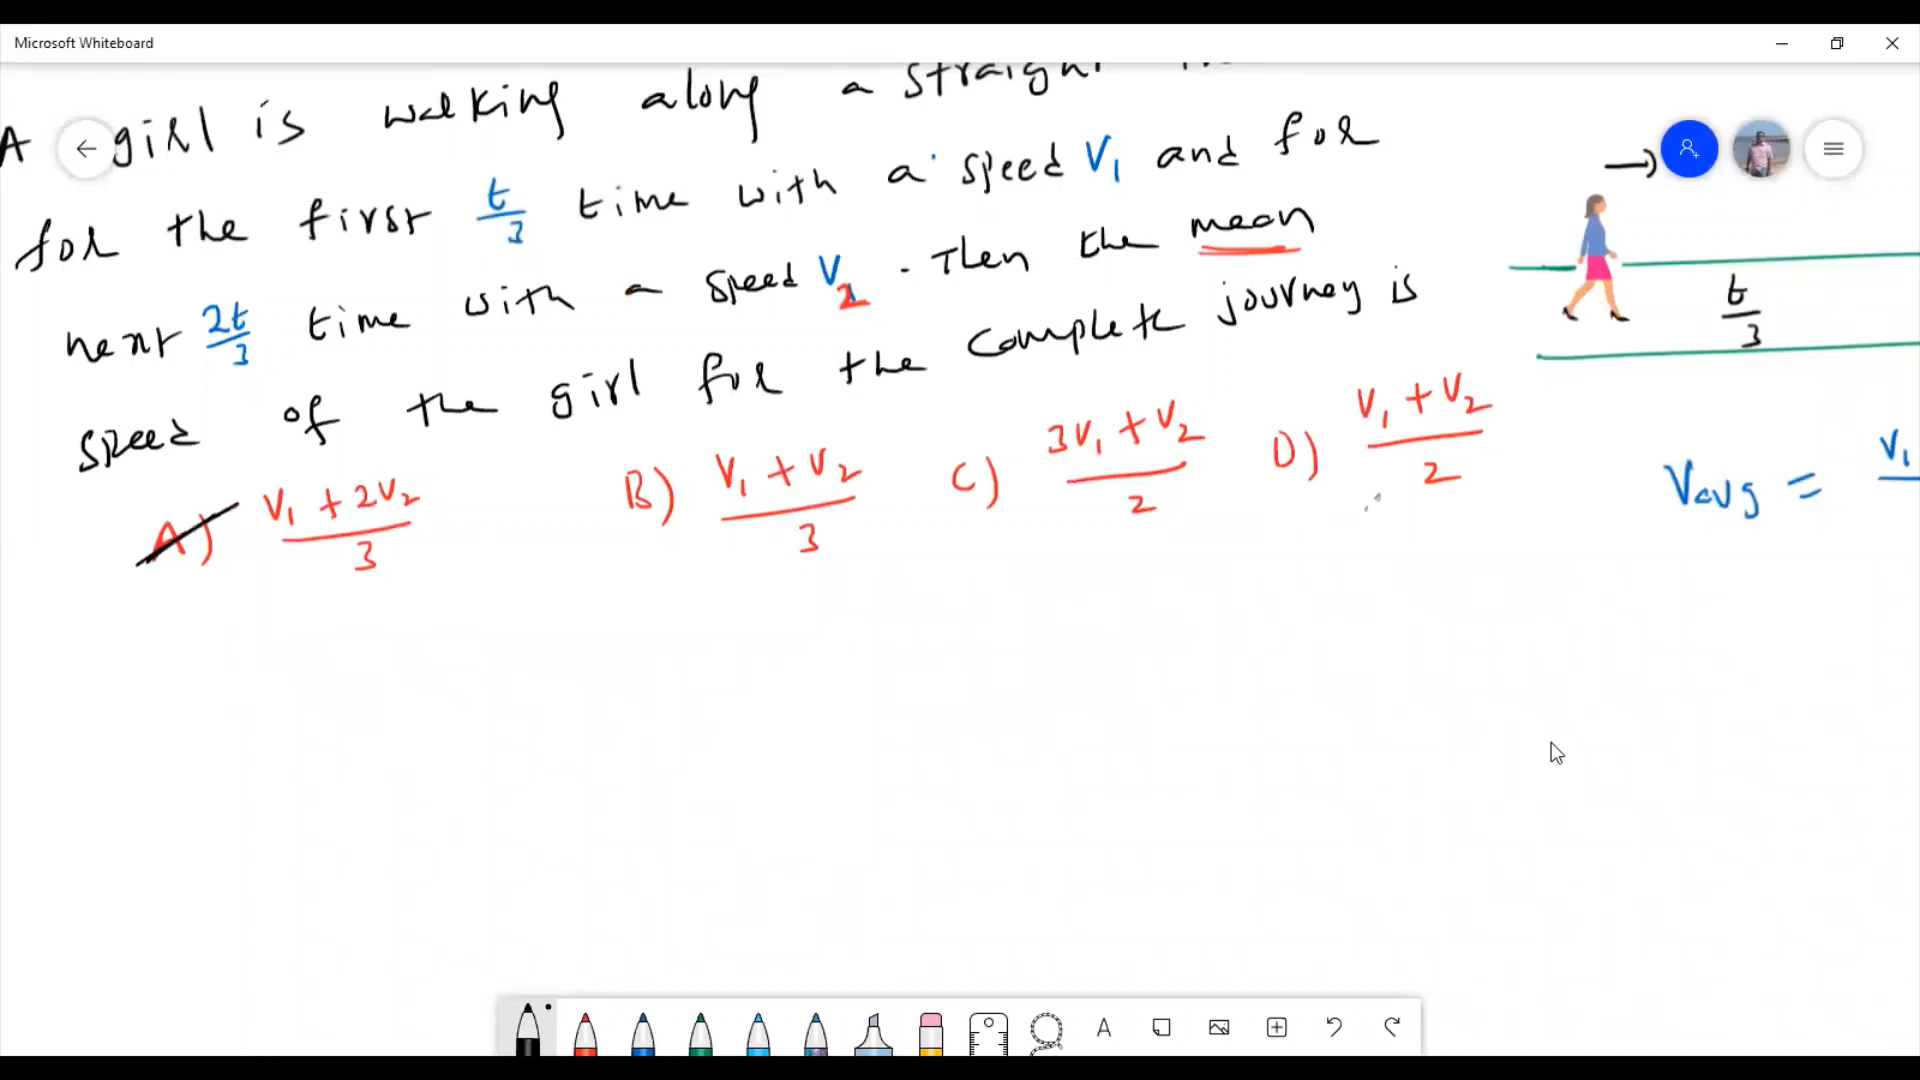 Microsoft Whiteboard
A girl is walking along a straight
for the first t/3 time with a speed V₁ and for
next 2t/3 time with a speed V₂. Then the mean
speed of the girl for the complete journey is
A) V₁ + 2V₂ / 3 B) V₁ + V₂ / 3 C) 3V₁ + V₂ / 2 D) V₁ + V₂ / 2
t/3
Vavg = V₁
A